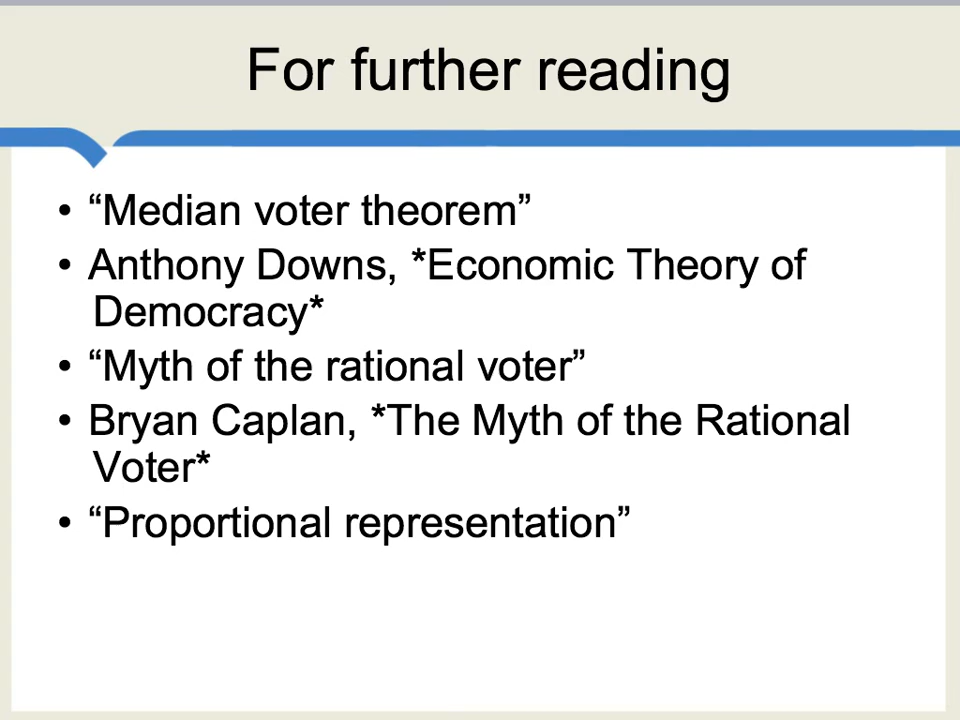 For further reading
• “Median voter theorem”
• Anthony Downs, *Economic Theory of
Democracy*
• “Myth of the rational voter”
• Bryan Caplan, *The Myth of the Rational
Voter*
• “Proportional representation”